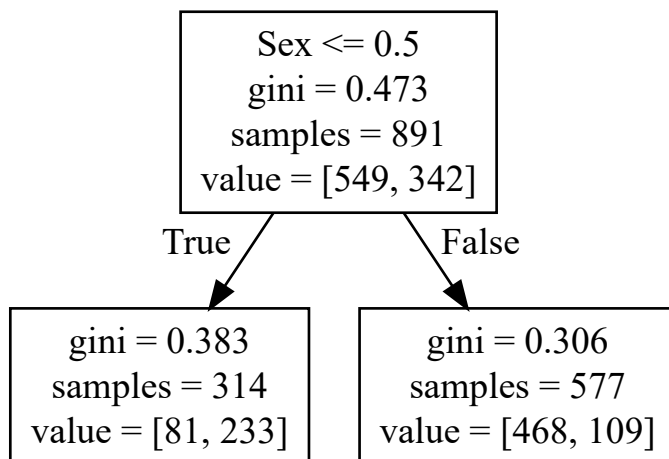 Sex <= 0.5
gini = 0.473
samples = 891
value = [549, 342]
True
False
gini = 0.383
samples = 314
value = [81, 233]
gini = 0.306
samples = 577
value = [468, 109]